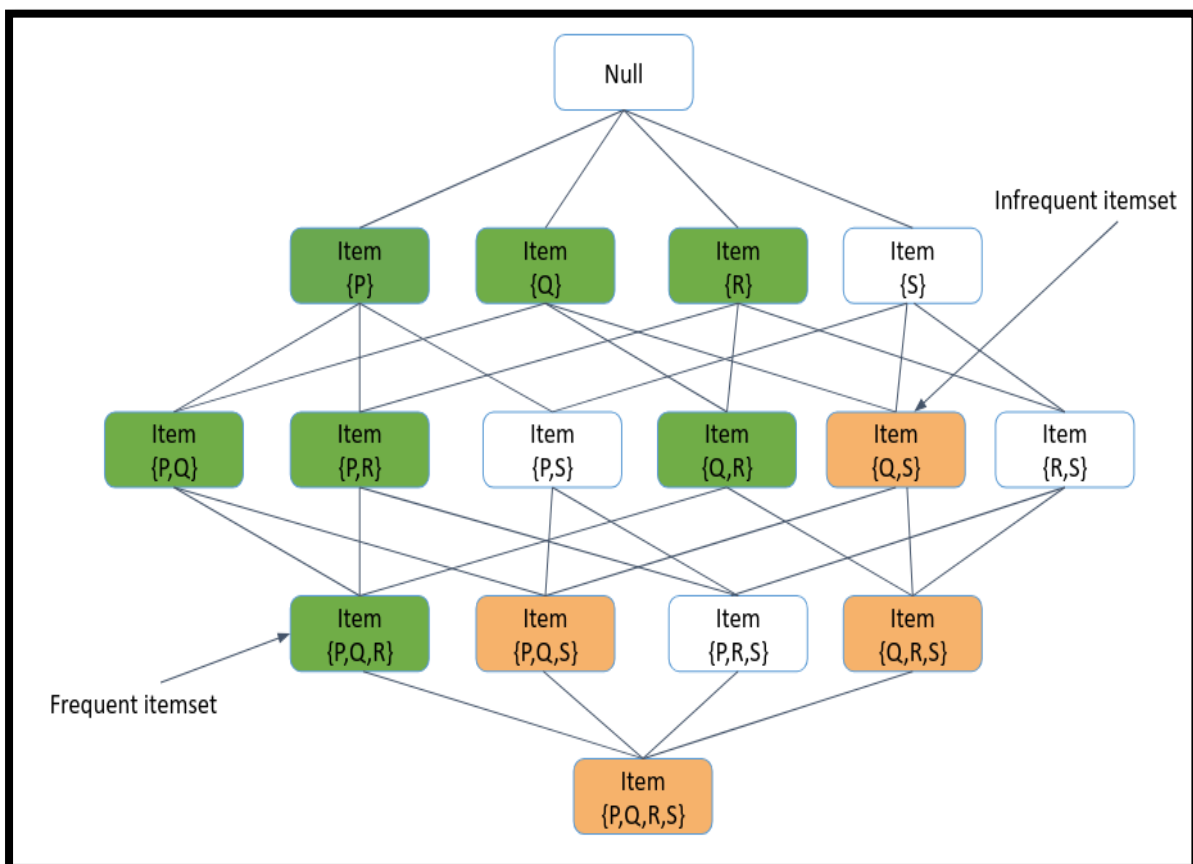 Null
Infrequent itemset
Item
{P}
Item
{Q}
Item
{R}
Item
{S}
Item
{P,Q}
Item
{P,R}
Item
{P,S}
Item
{Q,R}
Item
{Q,S}
Item
{R,S}
Item
{P,Q,R}
Item
{P,Q,S}
Item
{P,R,S}
Item
{Q,R,S}
Frequent itemset
Item
{P,Q,R,S}